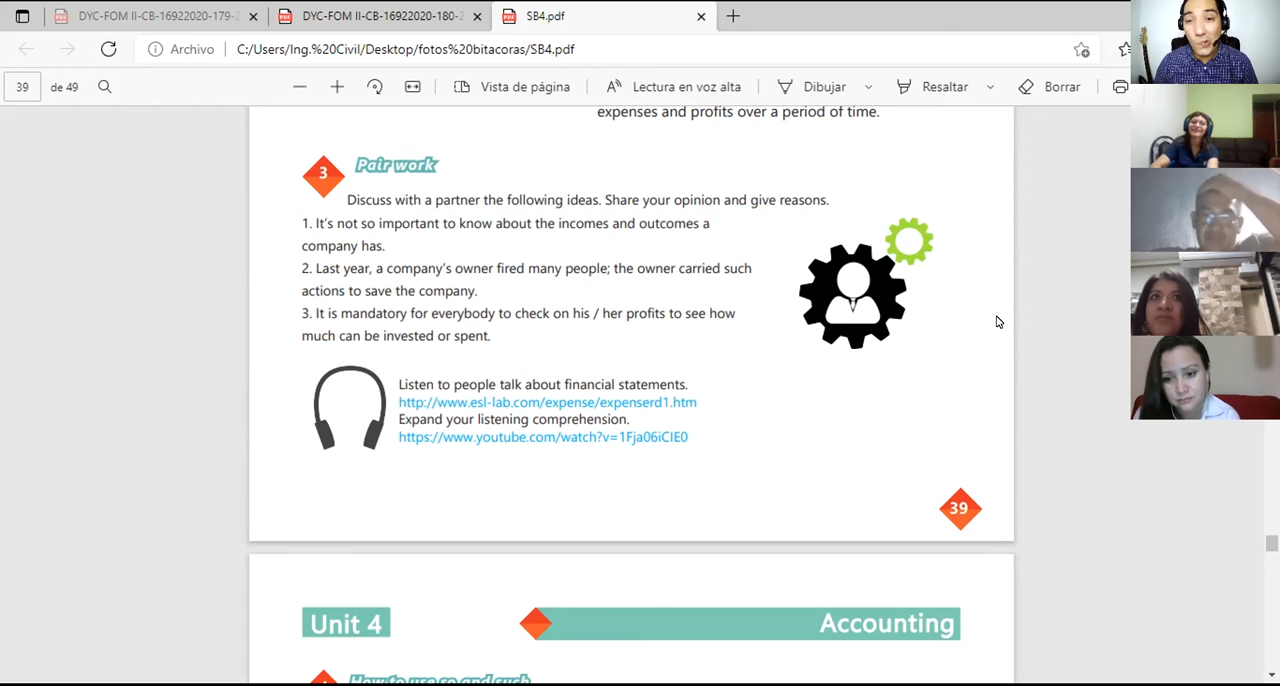 DYC-FOM II-CB-16922020-179-
DYC-FOM II-CB-16922020-180-2
SB4.pdf
Archivo
C:/Users/Ing.%20Civil/Desktop/fotos%20bitacoras/SB4.pdf
39
de 49
Vista de página
Lectura en voz alta
Dibujar
Resaltar
Borrar
expenses and profits over a period of time.
3
Pair work
Discuss with a partner the following ideas. Share your opinion and give reasons.
1. It's not so important to know about the incomes and outcomes a
company has.
2. Last year, a company's owner fired many people; the owner carried such
actions to save the company.
3. It is mandatory for everybody to check on his / her profits to see how
much can be invested or spent.
Listen to people talk about financial statements.
http://www.esl-lab.com/expense/expenserd1.htm
Expand your listening comprehension.
https://www.youtube.com/watch?v=1Fja06iCIE0
39
Unit 4
Accounting
How to use so and such